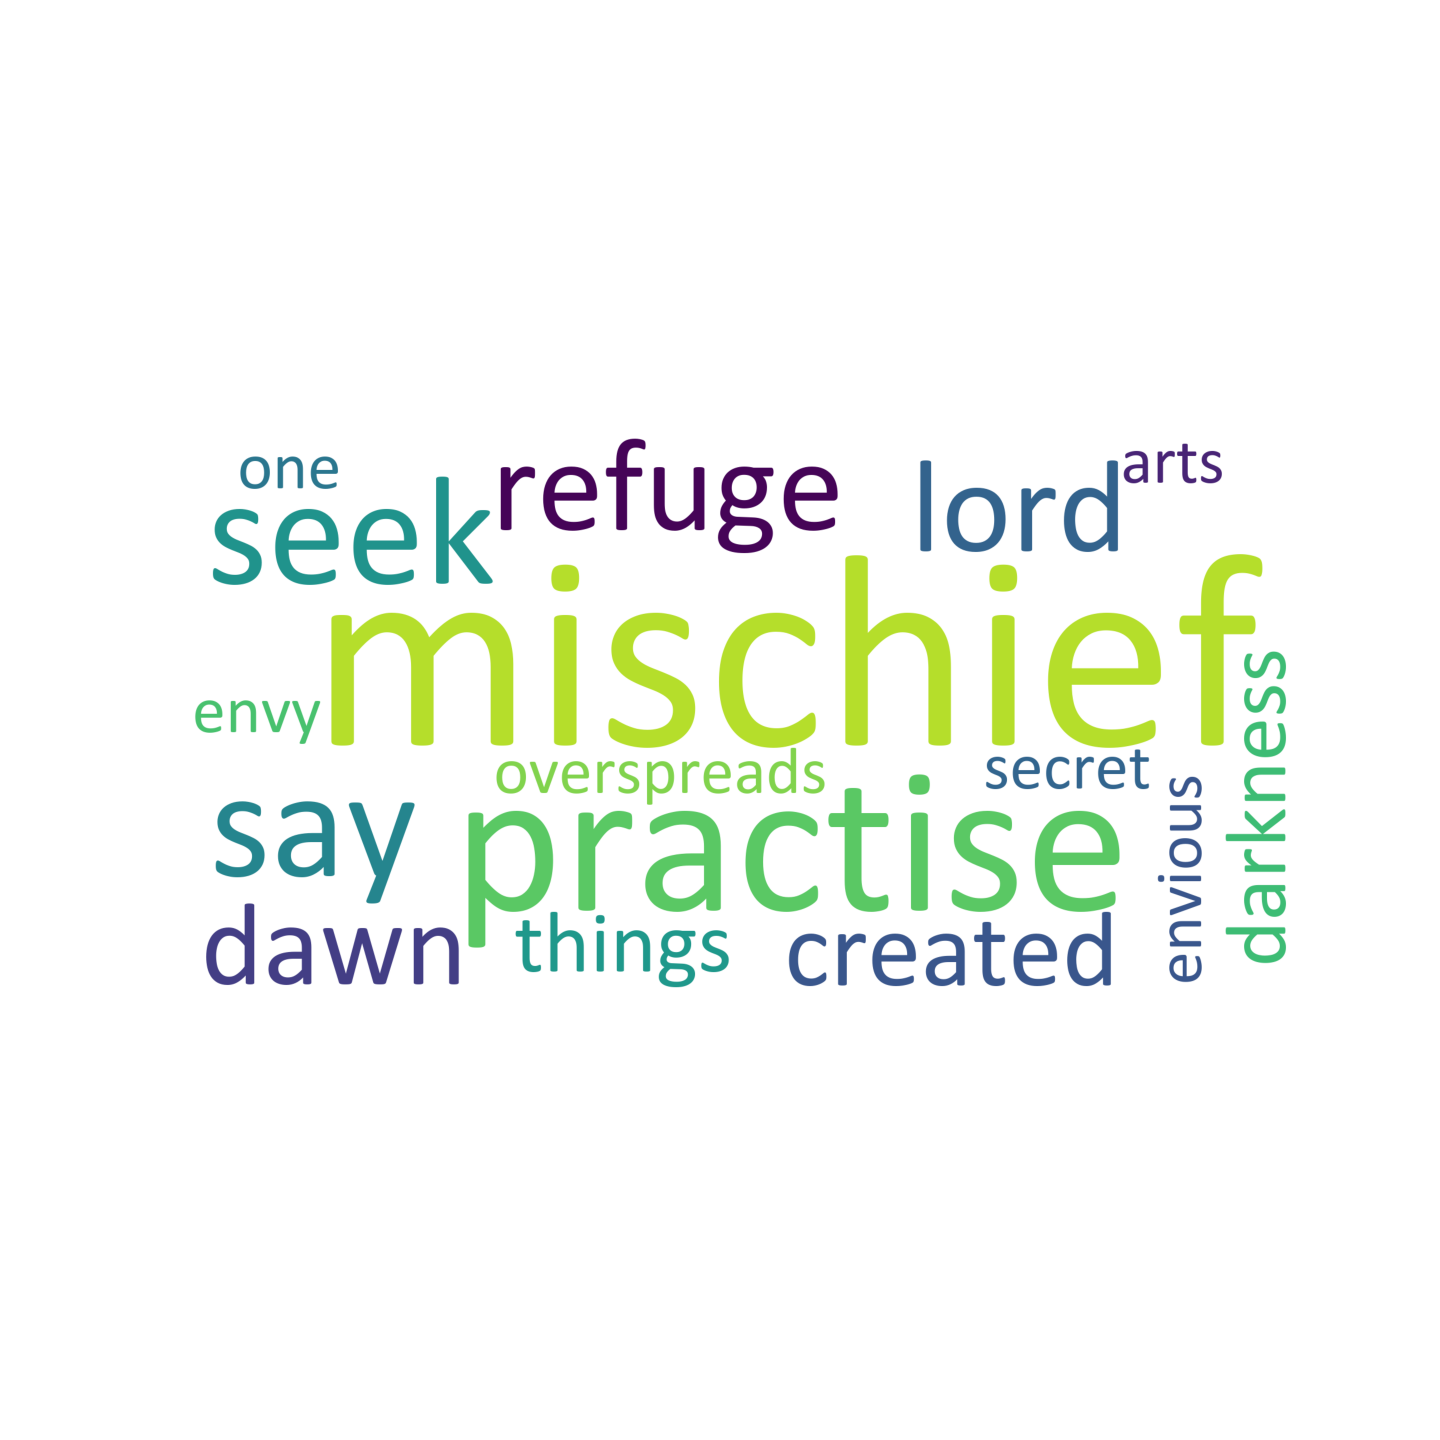 one
refuge
lord
arts
seek
mischief
envy
darkness
overspreads
secret
say
practise
envious
dawn
things
created